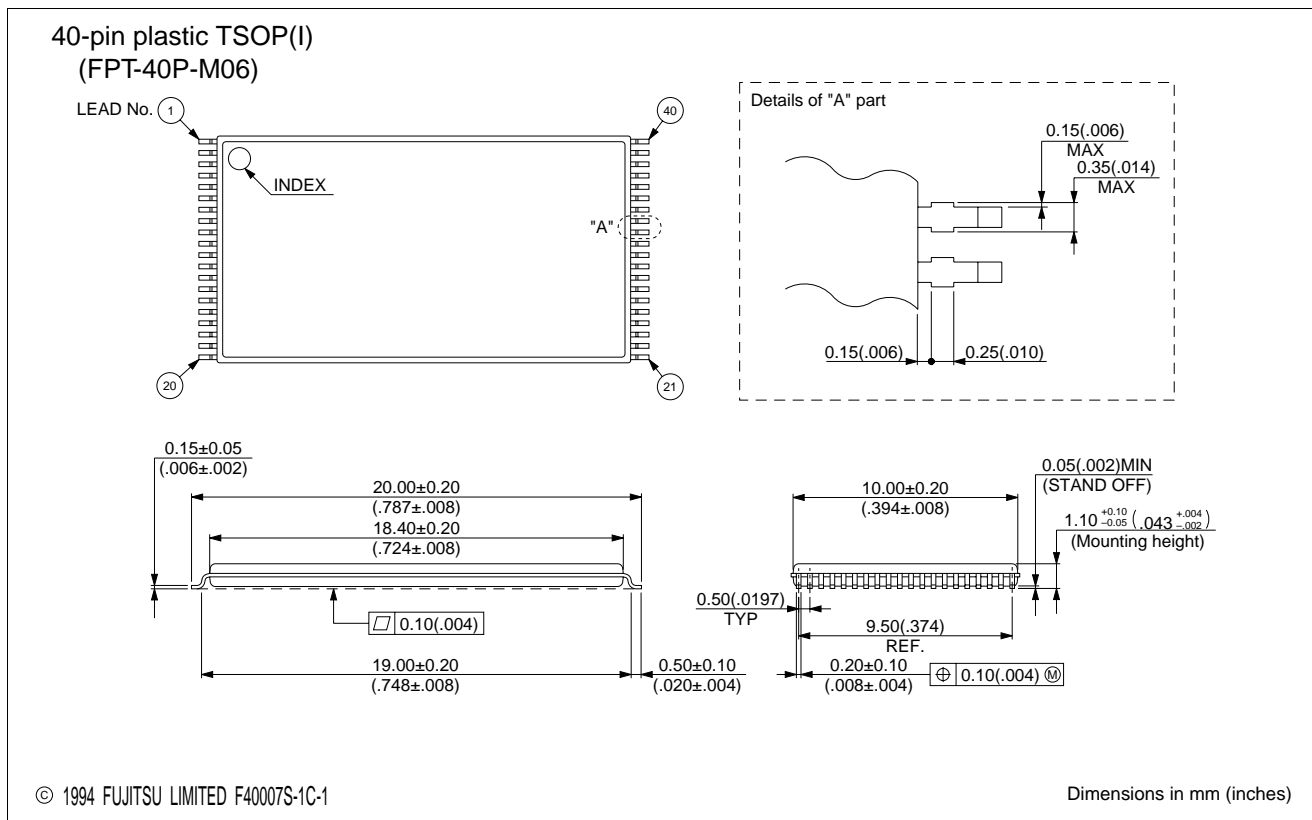 40-pin plastic TSOP(I)
(FPT-40P-M06)
LEAD No. 1
40
INDEX
"A"
20
21
Details of "A" part
0.15(.006)
MAX
0.35(.014)
MAX
0.15(.006)
0.25(.010)
0.15±0.05
(.006±.002)
20.00±0.20
(.787±.008)
18.40±0.20
(.724±.008)
0.10(.004)
19.00±0.20
(.748±.008)
0.50±0.10
(.020±.004)
10.00±0.20
(.394±.008)
0.05(.002)MIN
(STAND OFF)
1.10 +0.10 -0.05 (.043 +.004 -.002)
(Mounting height)
0.50(.0197)
TYP
9.50(.374)
REF.
0.20±0.10
(.008±.004)
⌖ 0.10(.004) Ⓜ
© 1994 FUJITSU LIMITED F40007S-1C-1
Dimensions in mm (inches)